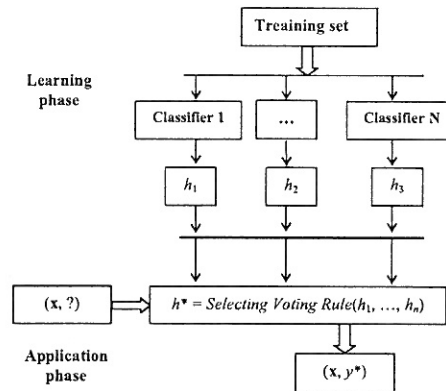 Treaining set
Learning
phase
Classifier 1
...
Classifier N
h₁
h₂
h₃
(x, ?)
h* = Selecting Voting Rule(h₁, ..., hₙ)
Application
phase
(x, y*)